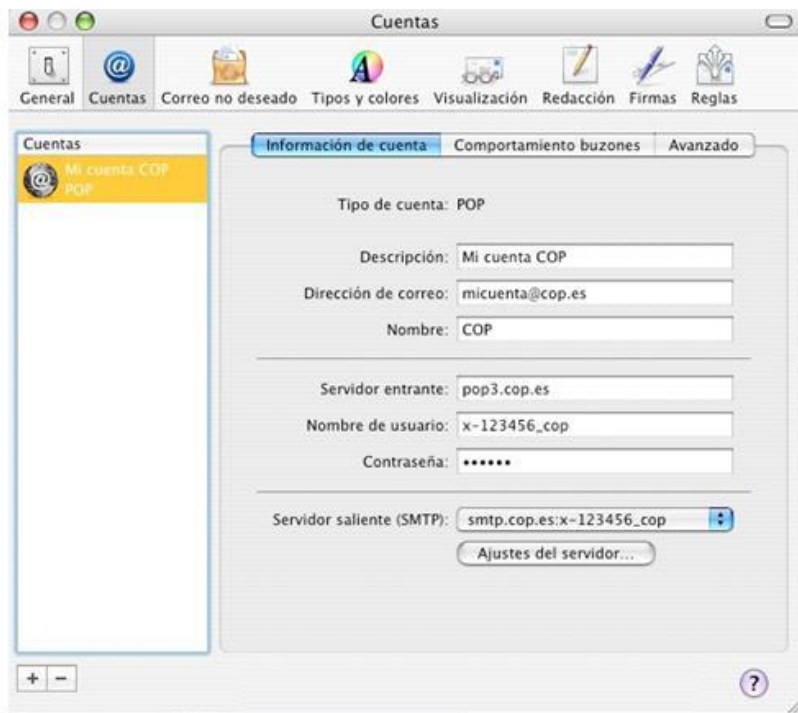 Cuentas
General Cuentas Correo no deseado Tipos y colores Visualización Redacción Firmas Reglas
Cuentas
Mi cuenta COP
POP
Información de cuenta Comportamiento buzones Avanzado
Tipo de cuenta: POP
Descripción: Mi cuenta COP
Dirección de correo: micuenta@cop.es
Nombre: COP
Servidor entrante: pop3.cop.es
Nombre de usuario: x-123456_cop
Contraseña: ••••••
Servidor saliente (SMTP): smtp.cop.es:x-123456_cop
Ajustes del servidor...
+ −
?